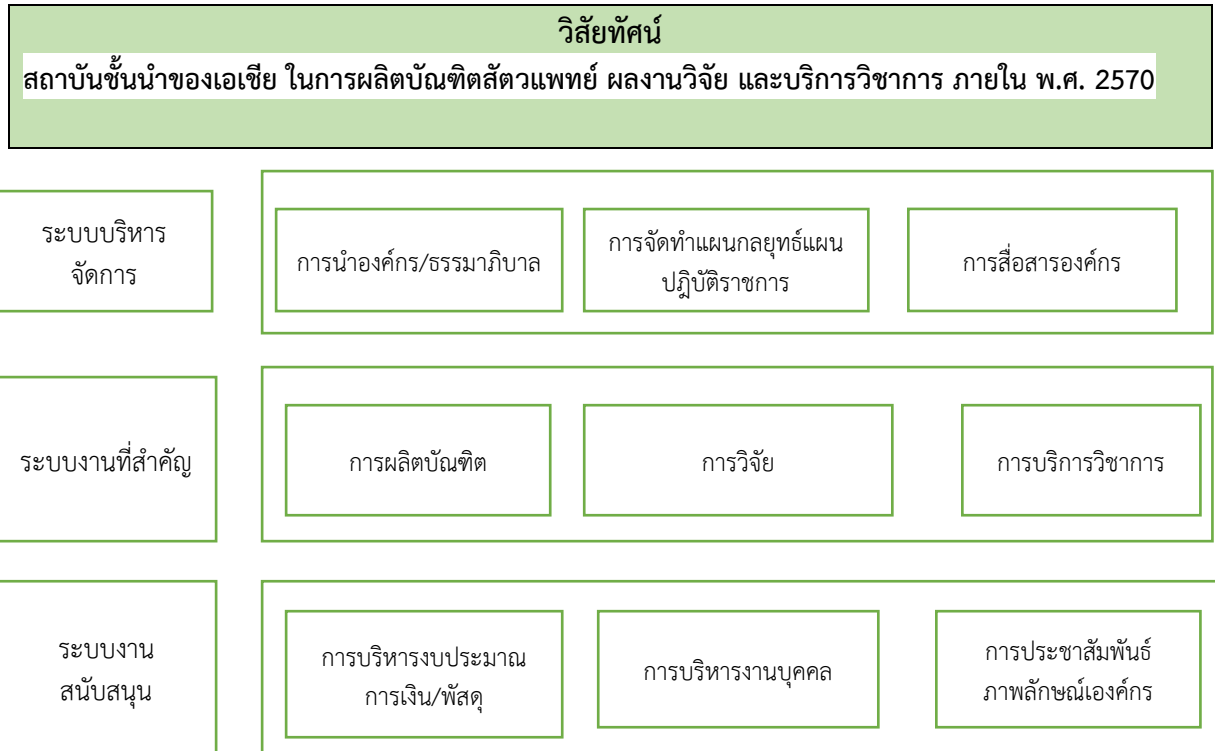 วิสัยทัศน์
สถาบันชั้นนำของเอเชีย ในการผลิตบัณฑิตสัตวแพทย์ ผลงานวิจัย และบริการวิชาการ ภายใน พ.ศ. 2570
ระบบบริหาร
จัดการ
การนำองค์กร/ธรรมาภิบาล
การจัดทำแผนกลยุทธ์แผน
ปฎิบัติราชการ
การสื่อสารองค์กร
ระบบงานที่สำคัญ
การผลิตบัณฑิต
การวิจัย
การบริการวิชาการ
ระบบงาน
สนับสนุน
การบริหารงบประมาณ
การเงิน/พัสดุ
การบริหารงานบุคคล
การประชาสัมพันธ์
ภาพลักษณ์เองค์กร